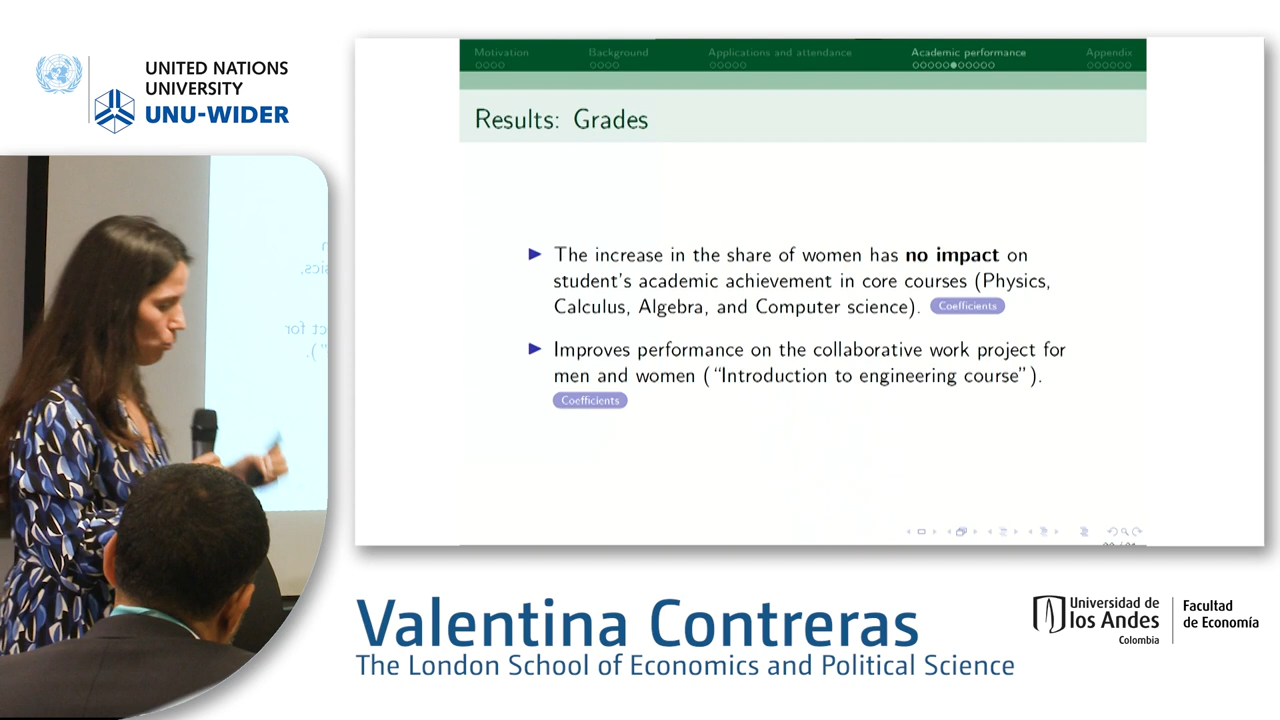 UNITED NATIONS
UNIVERSITY
UNU-WIDER
Motivation Background Applications and attendance Academic performance Appendix
Results: Grades
The increase in the share of women has no impact on
student's academic achievement in core courses (Physics,
Calculus, Algebra, and Computer science). Coefficients
Improves performance on the collaborative work project for
men and women ("Introduction to engineering course").
Coefficients
Valentina Contreras
The London School of Economics and Political Science
Universidad de
los Andes
Colombia
Facultad
de Economía